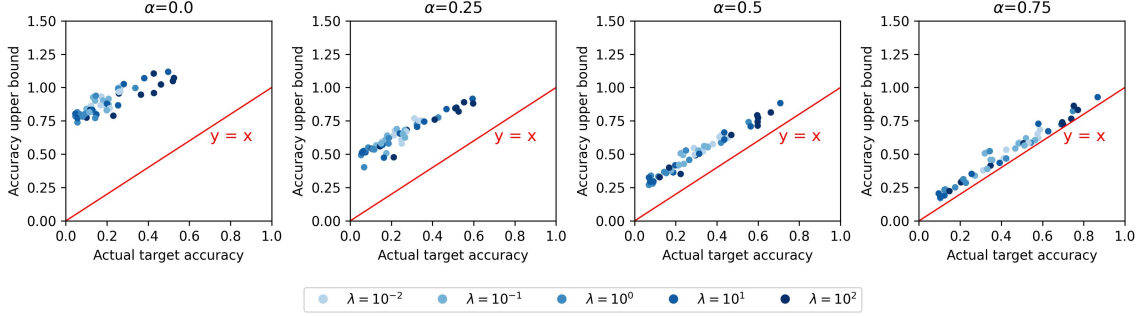 α=0.0
α=0.25
α=0.5
α=0.75
1.50
1.25
1.00
0.75
0.50
0.25
0.00
Accuracy upper bound
y = x
0.0 0.2 0.4 0.6 0.8 1.0
Actual target accuracy
1.50
1.25
1.00
0.75
0.50
0.25
0.00
Accuracy upper bound
y = x
0.0 0.2 0.4 0.6 0.8 1.0
Actual target accuracy
1.50
1.25
1.00
0.75
0.50
0.25
0.00
Accuracy upper bound
y = x
0.0 0.2 0.4 0.6 0.8 1.0
Actual target accuracy
1.50
1.25
1.00
0.75
0.50
0.25
0.00
Accuracy upper bound
y = x
0.0 0.2 0.4 0.6 0.8 1.0
Actual target accuracy
λ = 10⁻² λ = 10⁻¹ λ = 10⁰ λ = 10¹ λ = 10²